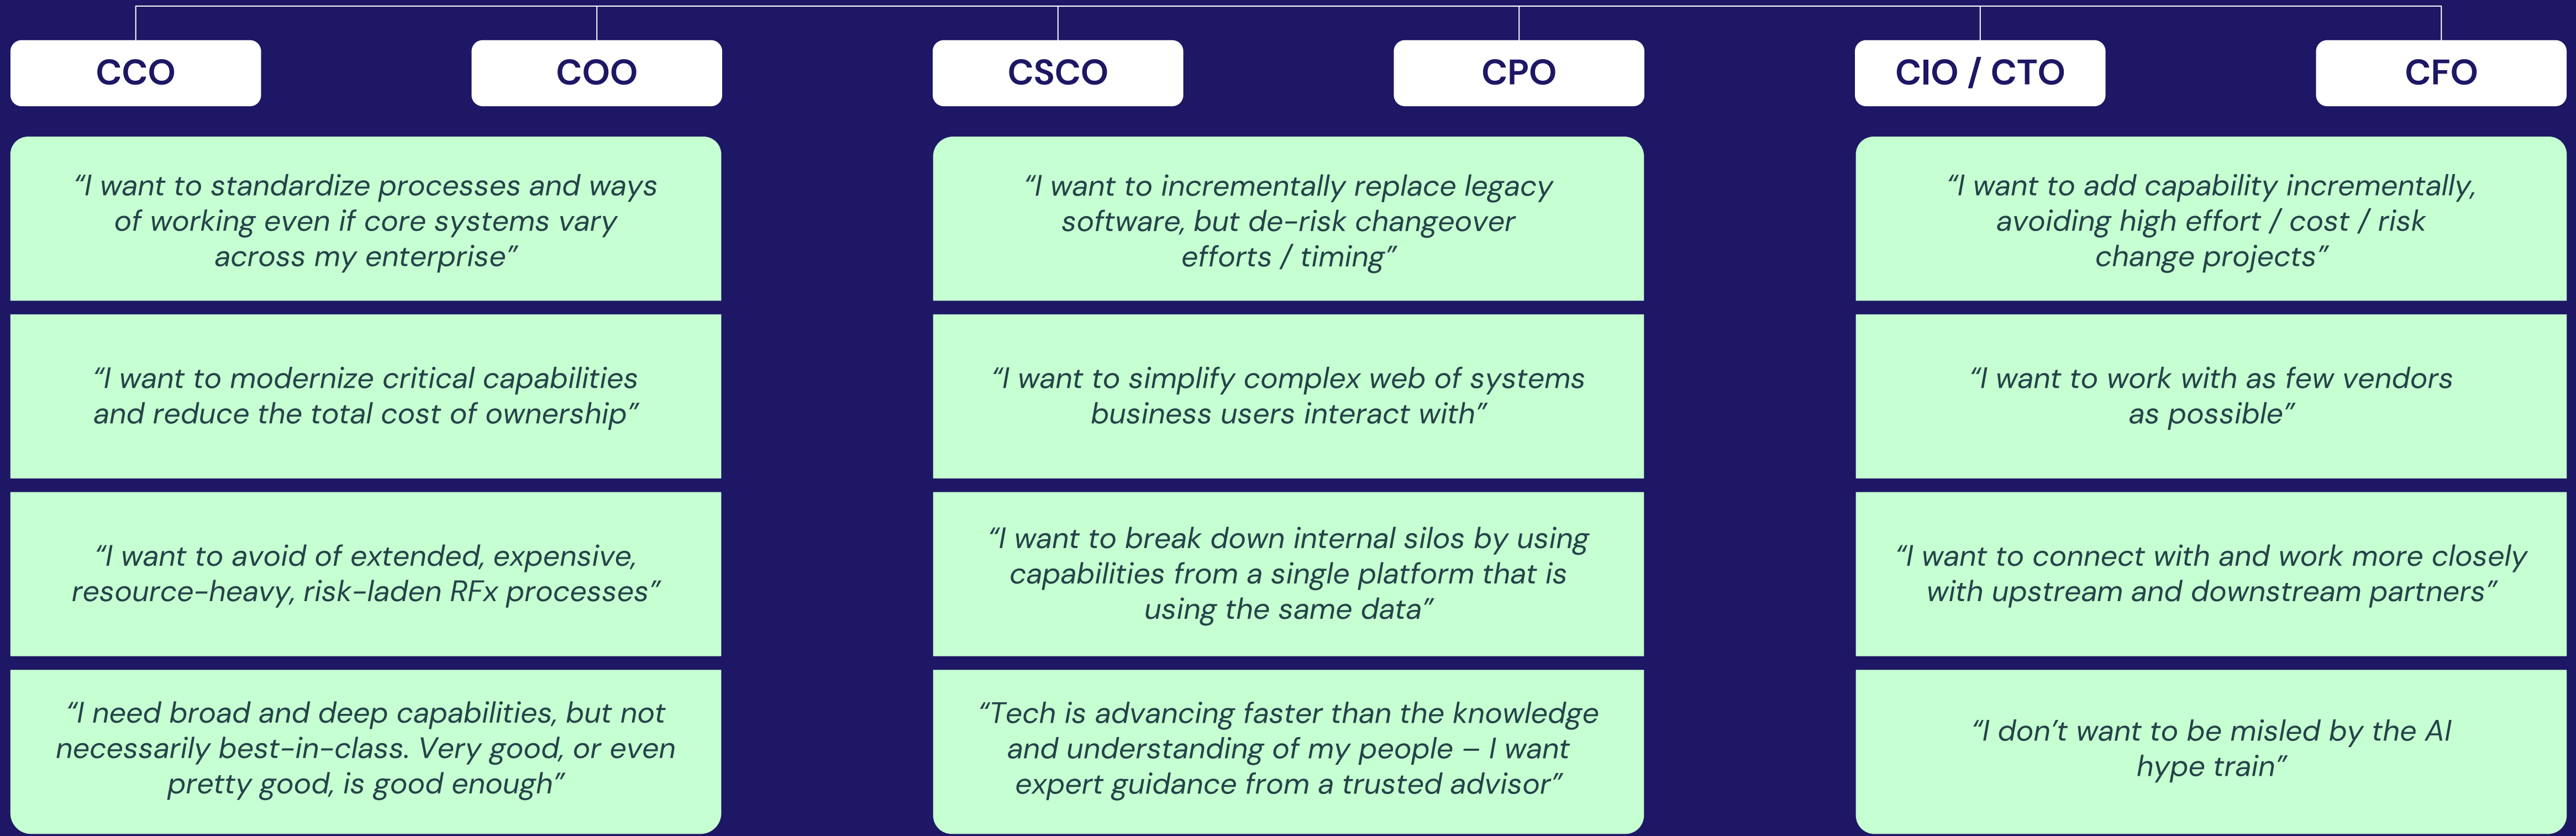 CCO
COO
CSCO
CPO
CIO / CTO
CFO
“I want to standardize processes and ways
of working even if core systems vary
across my enterprise”
“I want to incrementally replace legacy
software, but de-risk changeover
efforts / timing”
“I want to add capability incrementally,
avoiding high effort / cost / risk
change projects”
“I want to modernize critical capabilities
and reduce the total cost of ownership”
“I want to simplify complex web of systems
business users interact with”
“I want to work with as few vendors
as possible”
“I want to avoid of extended, expensive,
resource-heavy, risk-laden RFx processes”
“I want to break down internal silos by using
capabilities from a single platform that is
using the same data”
“I want to connect with and work more closely
with upstream and downstream partners”
“I need broad and deep capabilities, but not
necessarily best-in-class. Very good, or even
pretty good, is good enough”
“Tech is advancing faster than the knowledge
and understanding of my people – I want
expert guidance from a trusted advisor”
“I don’t want to be misled by the AI
hype train”